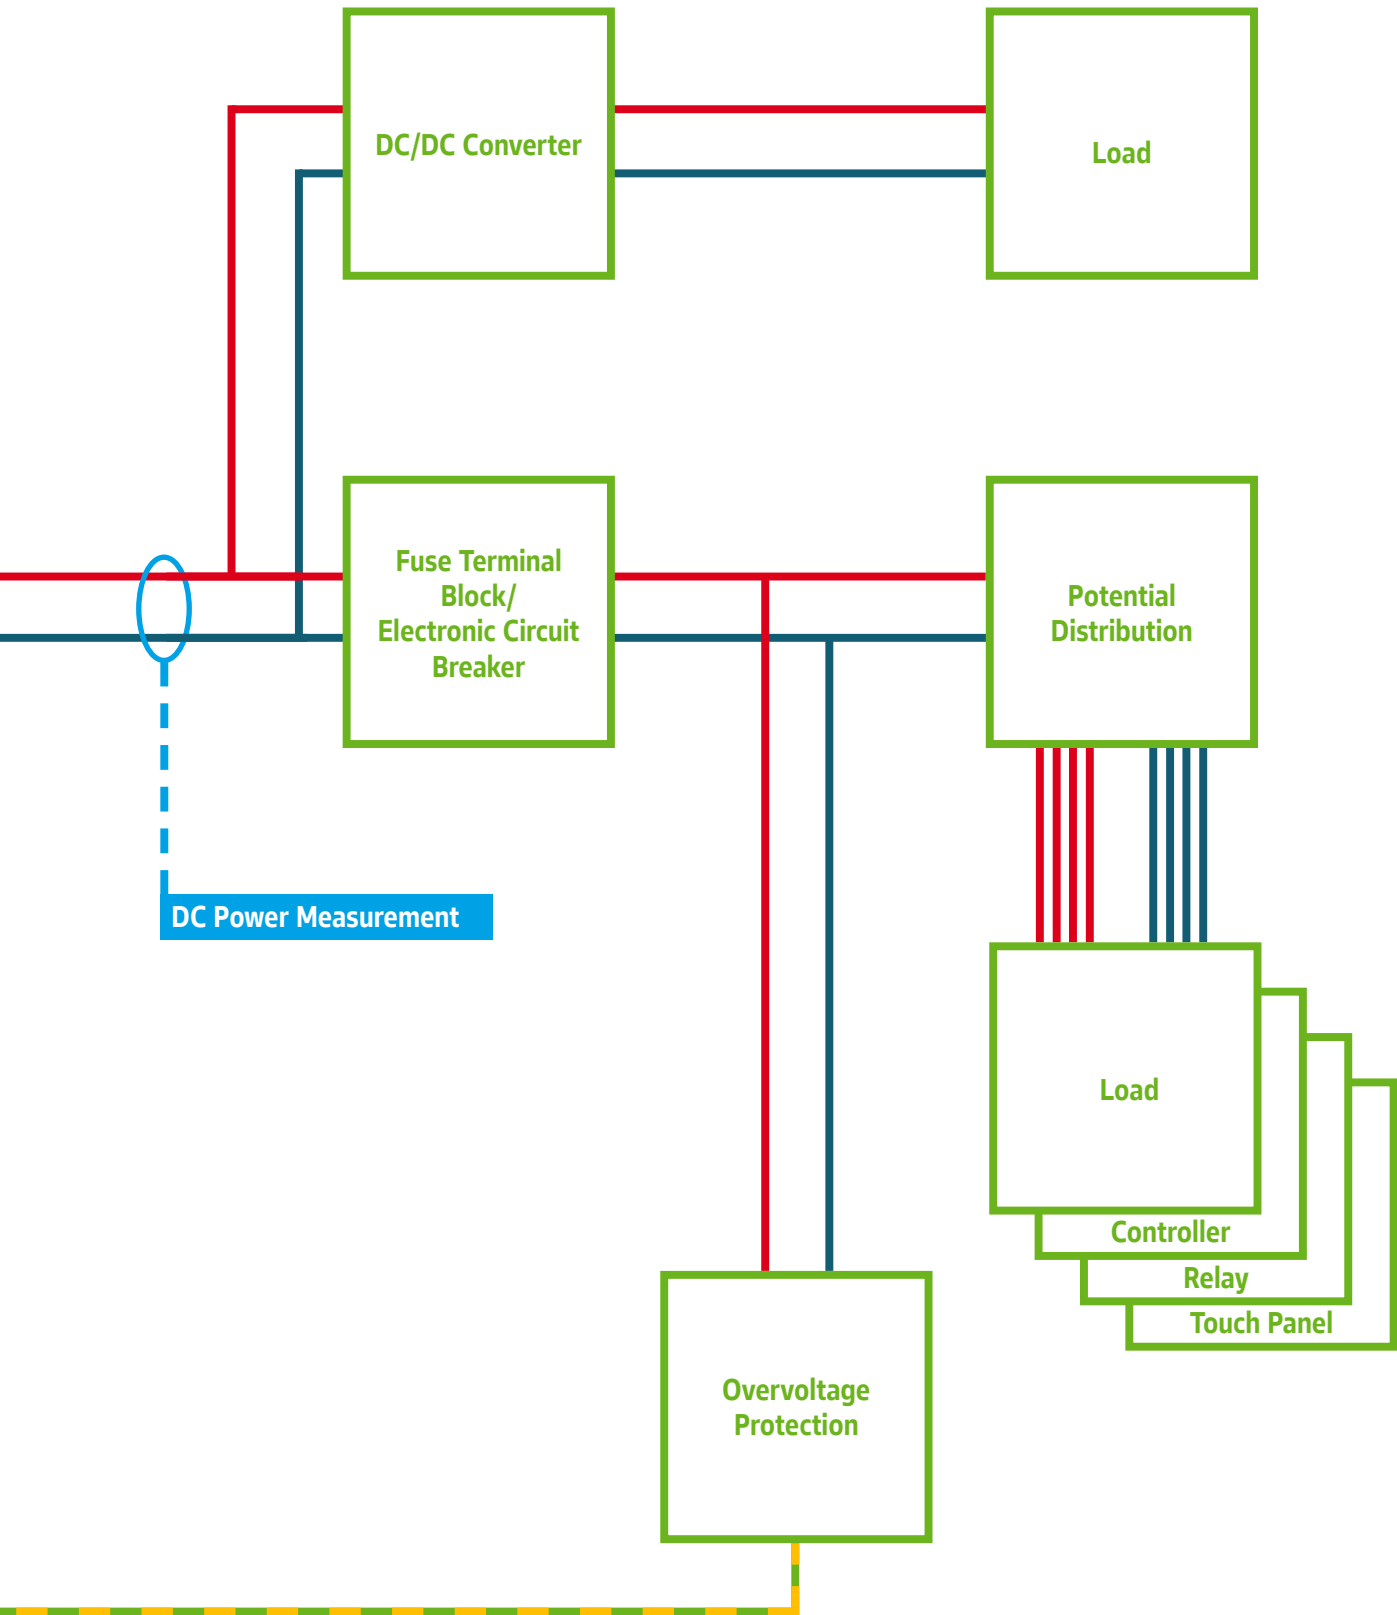 DC/DC Converter
Load
Fuse Terminal
Block/
Electronic Circuit
Breaker
Potential
Distribution
DC Power Measurement
Load
Controller
Relay
Touch Panel
Overvoltage
Protection